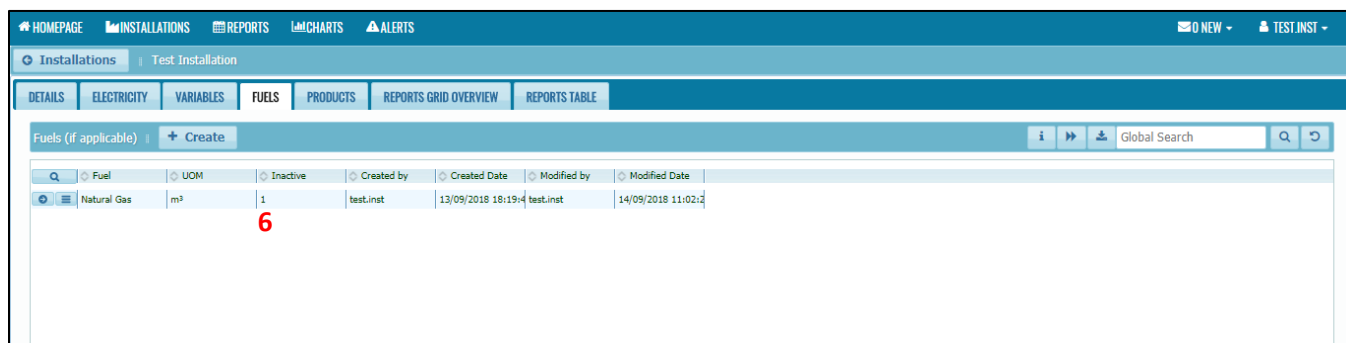 HOMEPAGE INSTALLATIONS REPORTS CHARTS ALERTS 0 NEW TEST.INST
Installations || Test Installation
DETAILS ELECTRICITY VARIABLES FUELS PRODUCTS REPORTS GRID OVERVIEW REPORTS TABLE
Fuels (if applicable) || + Create i Global Search
Fuel UOM Inactive Created by Created Date Modified by Modified Date
Natural Gas m³ 1 test.inst 13/09/2018 18:19:4 test.inst 14/09/2018 11:02:2
6